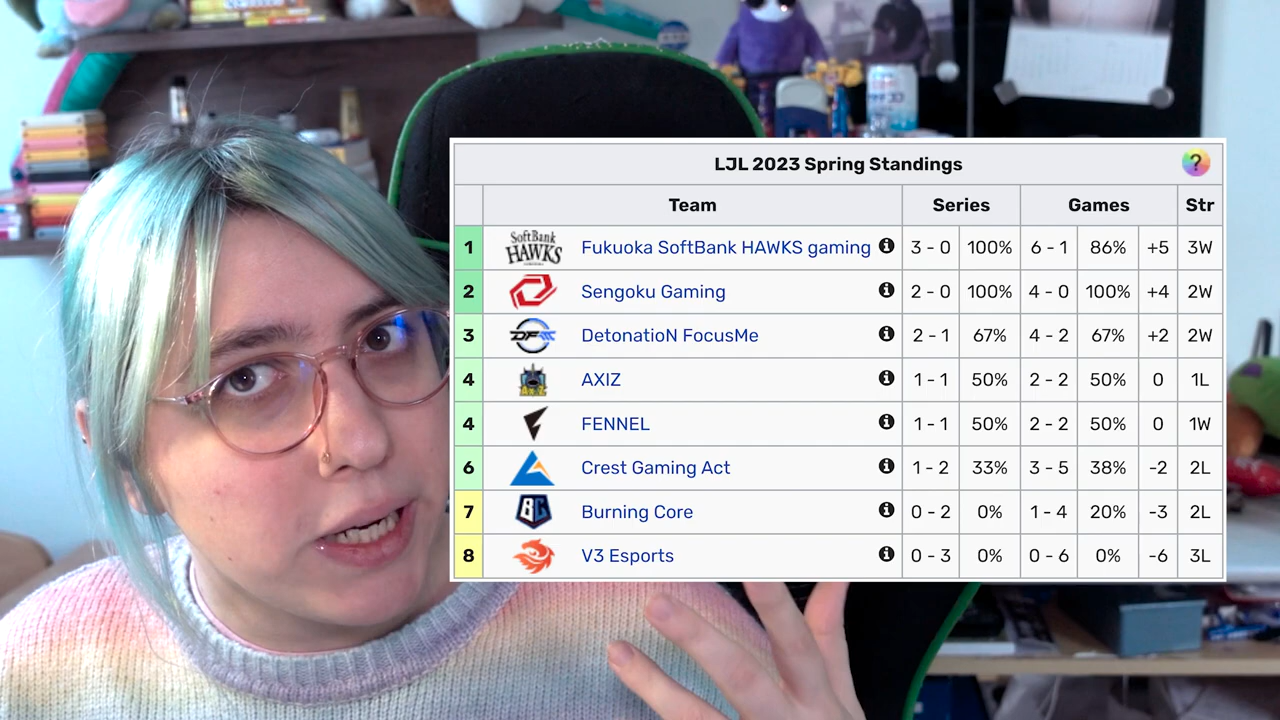 LJL 2023 Spring Standings ?
Team Series Games Str
1 SoftBank HAWKS Fukuoka SoftBank HAWKS gaming i 3 - 0 100% 6 - 1 86% +5 3W
2 Sengoku Gaming i 2 - 0 100% 4 - 0 100% +4 2W
3 DF DetonatioN FocusMe i 2 - 1 67% 4 - 2 67% +2 2W
4 AXIZ i 1 - 1 50% 2 - 2 50% 0 1L
4 FENNEL i 1 - 1 50% 2 - 2 50% 0 1W
6 Crest Gaming Act i 1 - 2 33% 3 - 5 38% -2 2L
7 BC Burning Core i 0 - 2 0% 1 - 4 20% -3 2L
8 V3 Esports i 0 - 3 0% 0 - 6 0% -6 3L